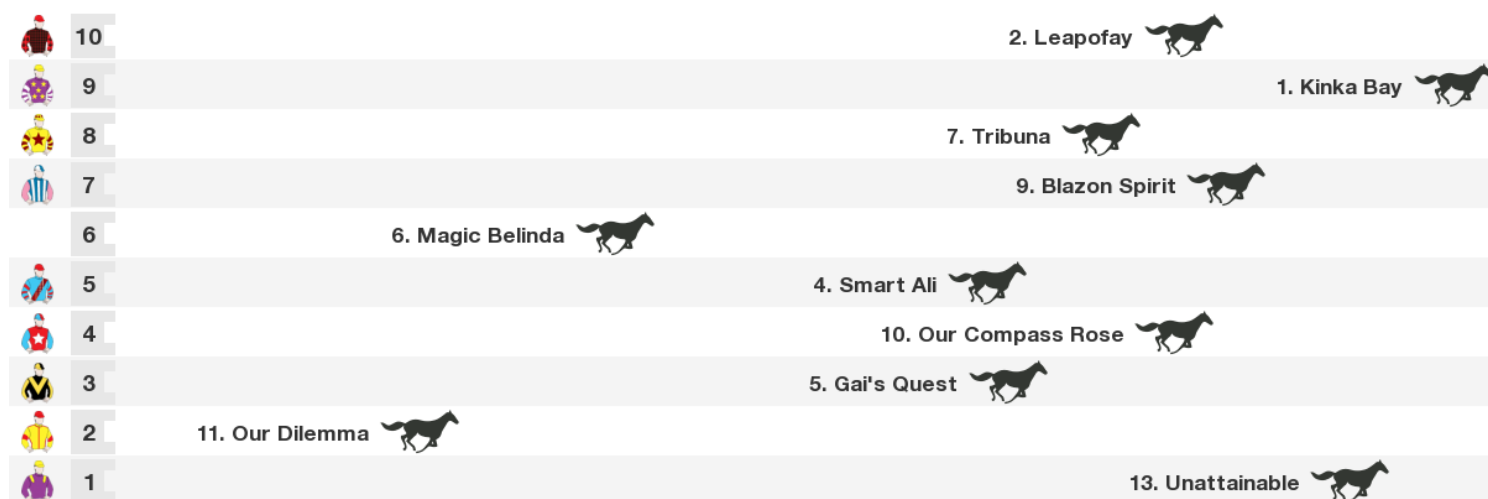 10 2. Leapofay
9 1. Kinka Bay
8 7. Tribuna
7 9. Blazon Spirit
6 6. Magic Belinda
5 4. Smart Ali
4 10. Our Compass Rose
3 5. Gai's Quest
2 11. Our Dilemma
1 13. Unattainable